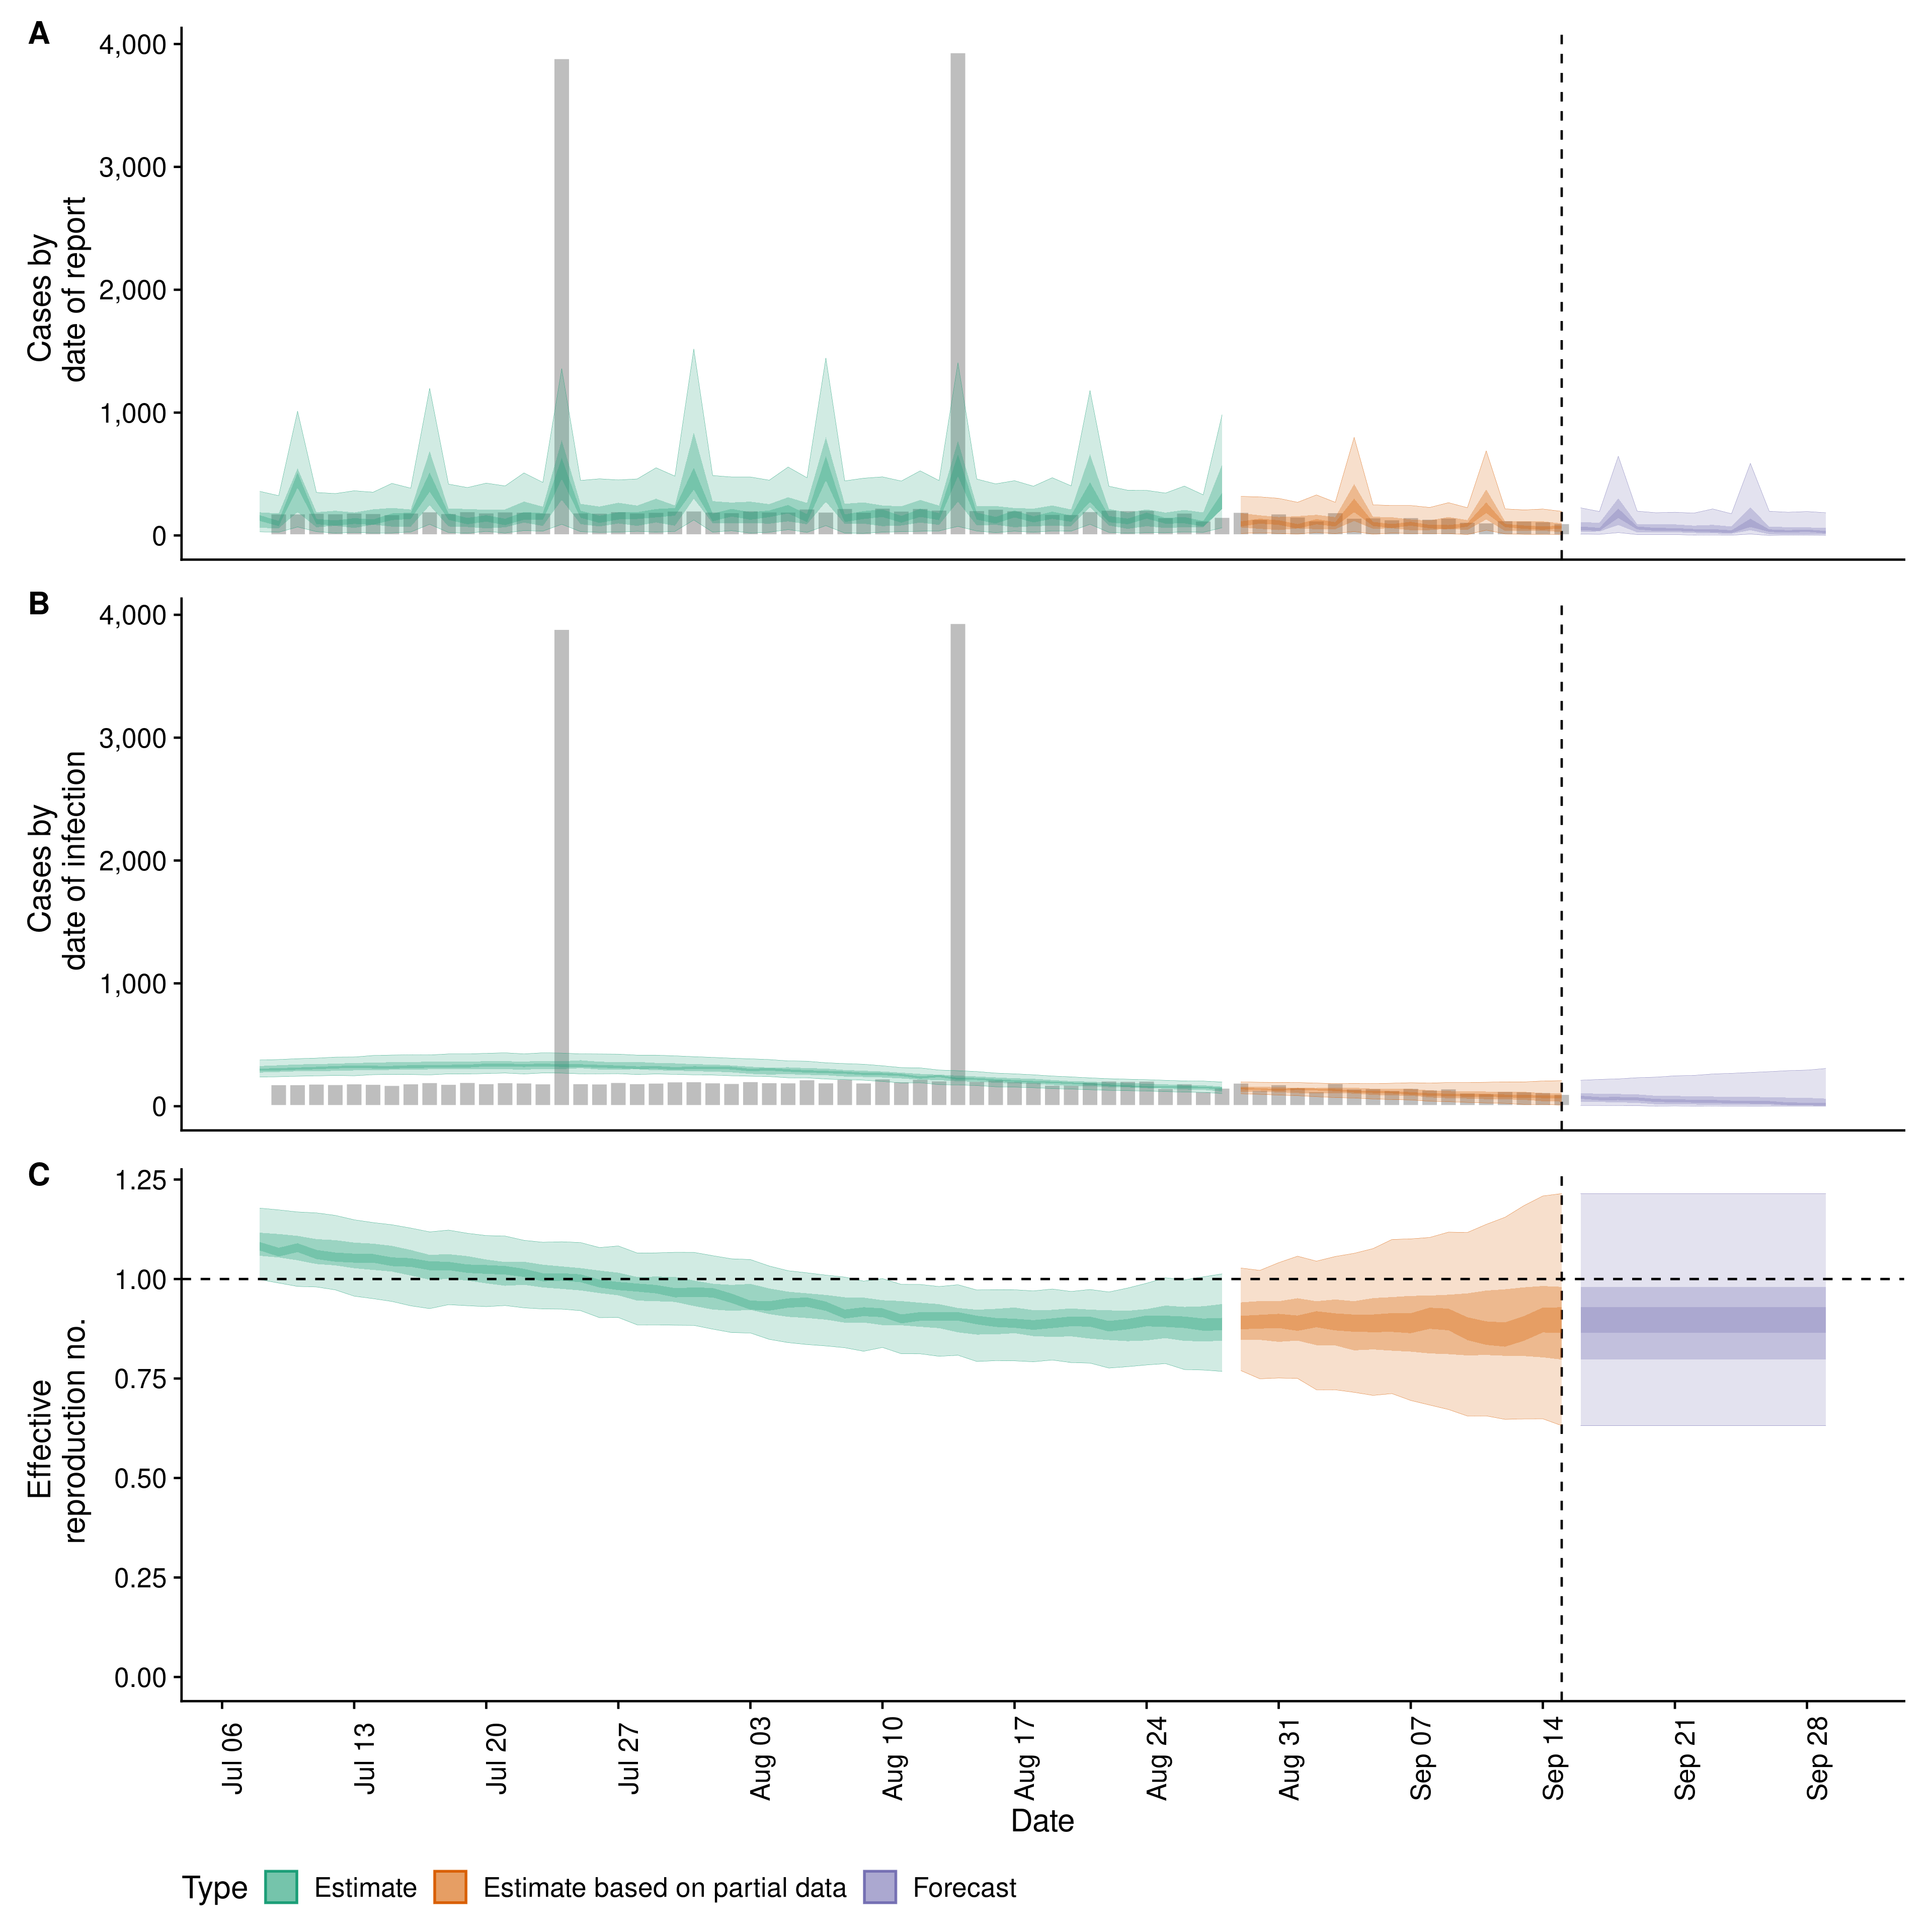 A
4,000
3,000
2,000
1,000
0
Cases by
date of report
B
4,000
3,000
2,000
1,000
0
Cases by
date of infection
C
1.25
1.00
0.75
0.50
0.25
0.00
Effective
reproduction no.
Jul 06
Jul 13
Jul 20
Jul 27
Aug 03
Aug 10
Aug 17
Aug 24
Aug 31
Sep 07
Sep 14
Sep 21
Sep 28
Date
Type Estimate Estimate based on partial data Forecast